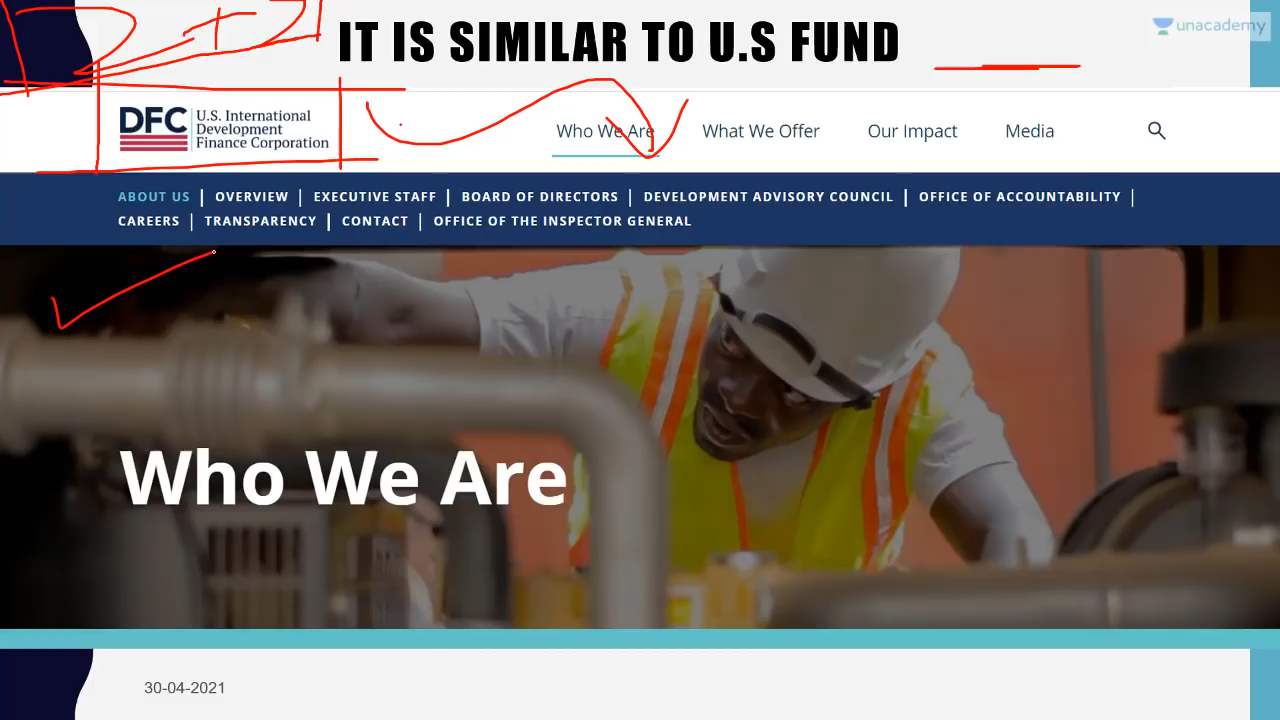 IT IS SIMILAR TO U.S FUND
unacademy
DFC U.S. International Development Finance Corporation
Who We Are What We Offer Our Impact Media
ABOUT US | OVERVIEW | EXECUTIVE STAFF | BOARD OF DIRECTORS | DEVELOPMENT ADVISORY COUNCIL | OFFICE OF ACCOUNTABILITY |
CAREERS | TRANSPARENCY | CONTACT | OFFICE OF THE INSPECTOR GENERAL
Who We Are
30-04-2021